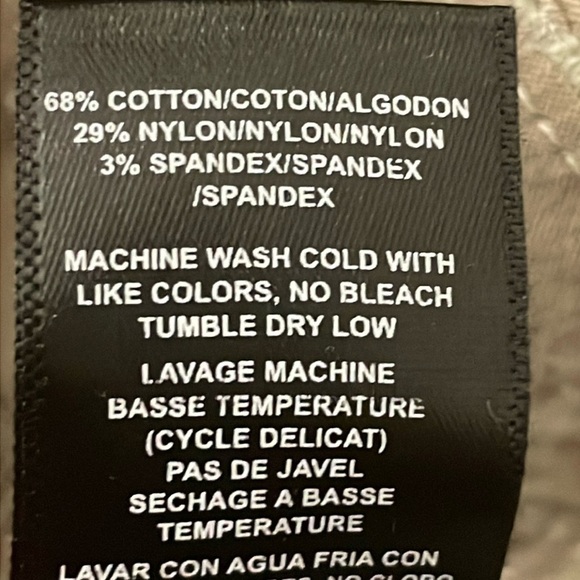 68% COTTON/COTON/ALGODON
29% NYLON/NYLON/NYLON
3% SPANDEX/SPANDEX
/SPANDEX
MACHINE WASH COLD WITH
LIKE COLORS, NO BLEACH
TUMBLE DRY LOW
LAVAGE MACHINE
BASSE TEMPERATURE
(CYCLE DELICAT)
PAS DE JAVEL
SECHAGE A BASSE
TEMPERATURE
LAVAR CON AGUA FRIA CON
NO CLORO